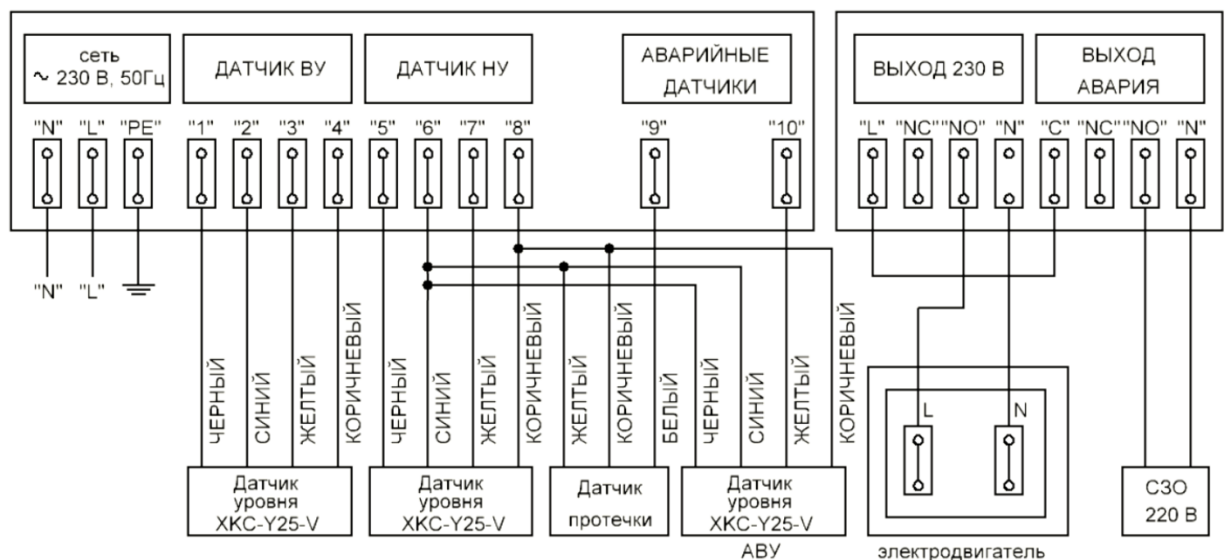 сеть
~ 230 В, 50Гц
ДАТЧИК ВУ
ДАТЧИК НУ
АВАРИЙНЫЕ
ДАТЧИКИ
ВЫХОД 230 В
ВЫХОД
АВАРИЯ
"N" "L" "PE" "1" "2" "3" "4" "5" "6" "7" "8" "9" "10" "L" "NC" "NO" "N" "C" "NC" "NO" "N"
"N" "L"
ЧЕРНЫЙ
СИНИЙ
ЖЕЛТЫЙ
КОРИЧНЕВЫЙ
ЧЕРНЫЙ
СИНИЙ
ЖЕЛТЫЙ
КОРИЧНЕВЫЙ
ЖЕЛТЫЙ
КОРИЧНЕВЫЙ
БЕЛЫЙ
ЧЕРНЫЙ
СИНИЙ
ЖЕЛТЫЙ
КОРИЧНЕВЫЙ
L N
Датчик
уровня
XKC-Y25-V
Датчик
уровня
XKC-Y25-V
Датчик
протечки
Датчик
уровня
XKC-Y25-V
АВУ
электродвигатель
СЗО
220 В